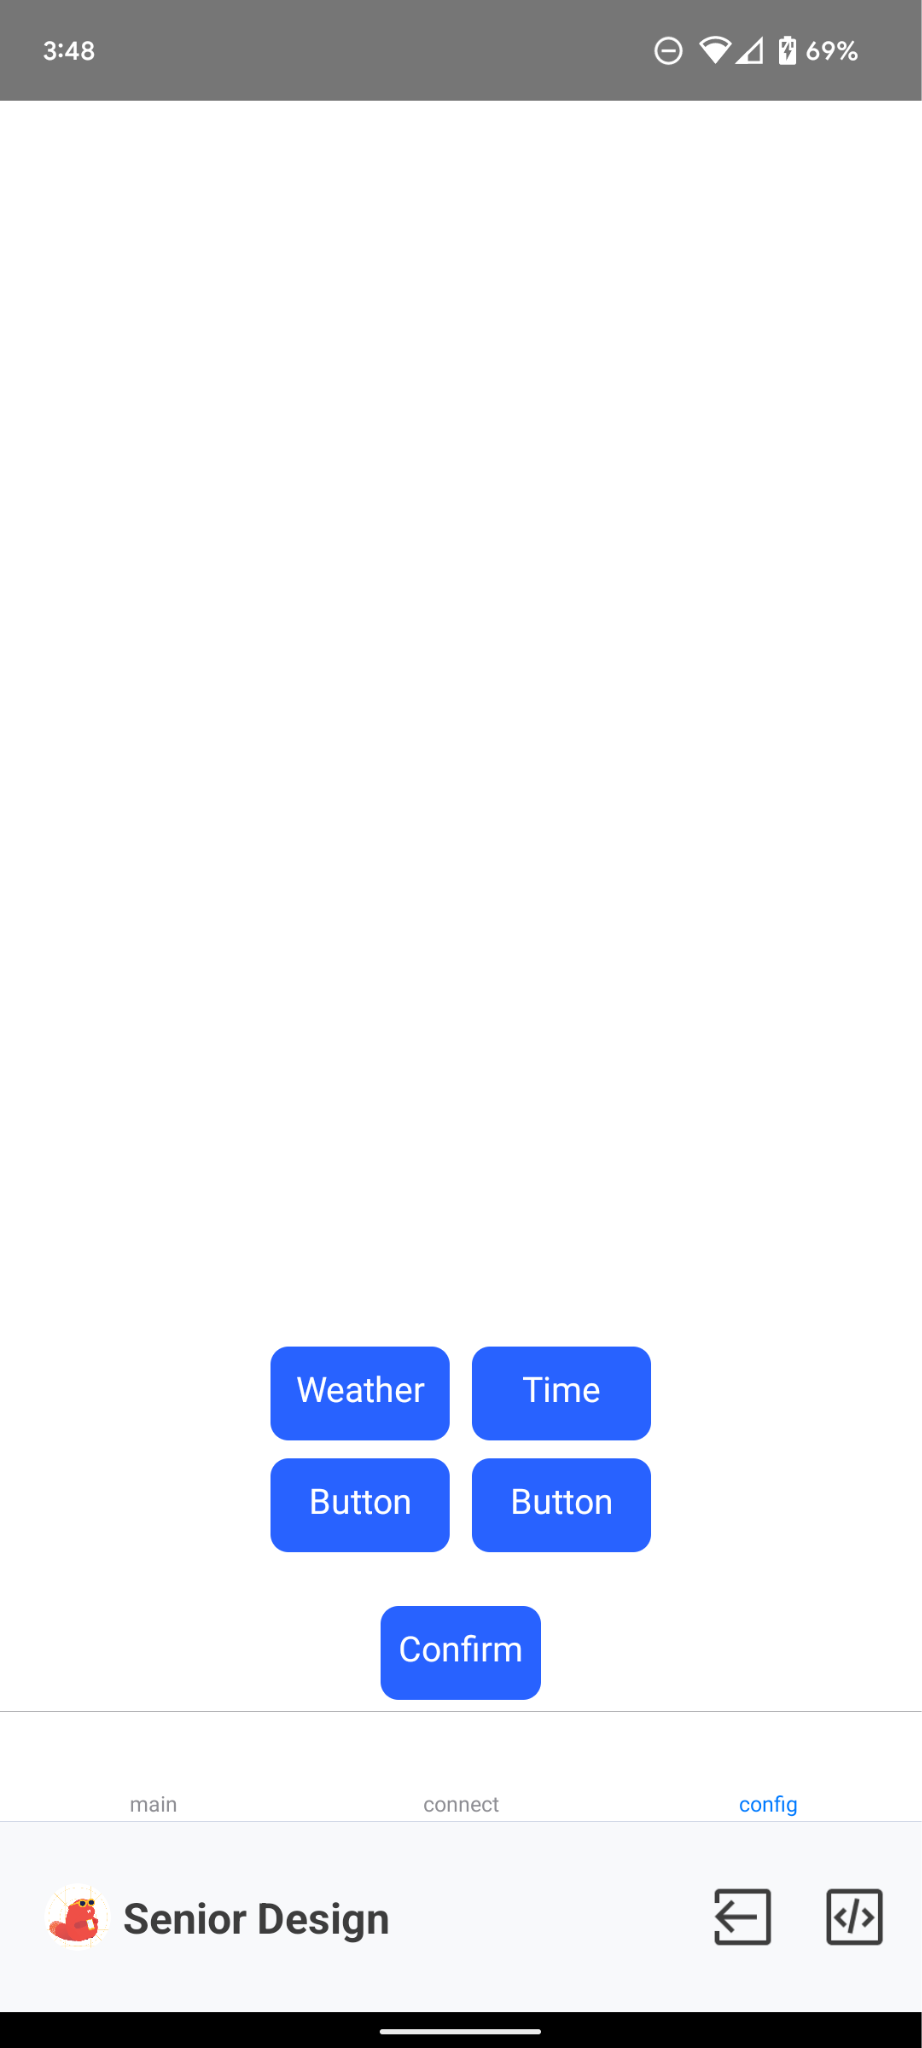 3:48 69%
Weather Time
Button Button
Confirm
main connect config
Senior Design </>